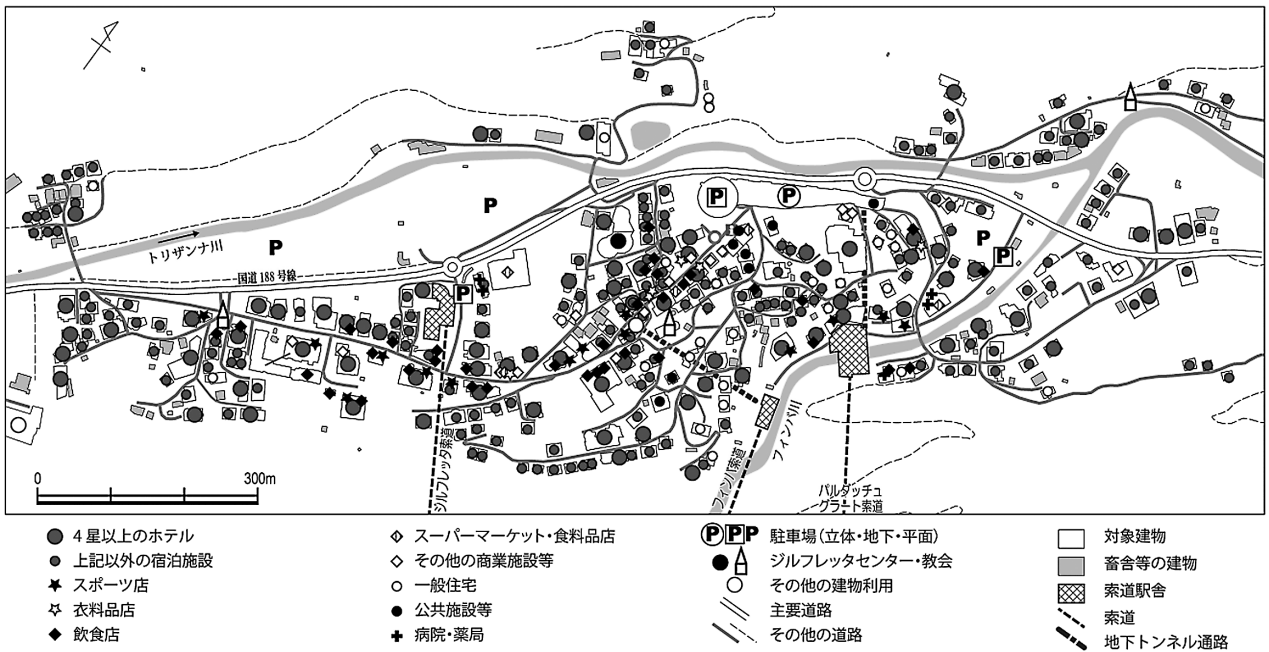 P
P
P
P
P
P
P
トリザンナ川
国道188号線
ジルフレッタ索道
フィンバ索道
フィンバ川
パルダッチュ
グラート索道
0 300m
4星以上のホテル
上記以外の宿泊施設
スポーツ店
衣料品店
飲食店
スーパーマーケット・食料品店
その他の商業施設等
一般住宅
公共施設等
病院・薬局
P P P 駐車場（立体・地下・平面）
ジルフレッタセンター・教会
その他の建物利用
主要道路
その他の道路
対象建物
畜舎等の建物
索道駅舎
索道
地下トンネル通路